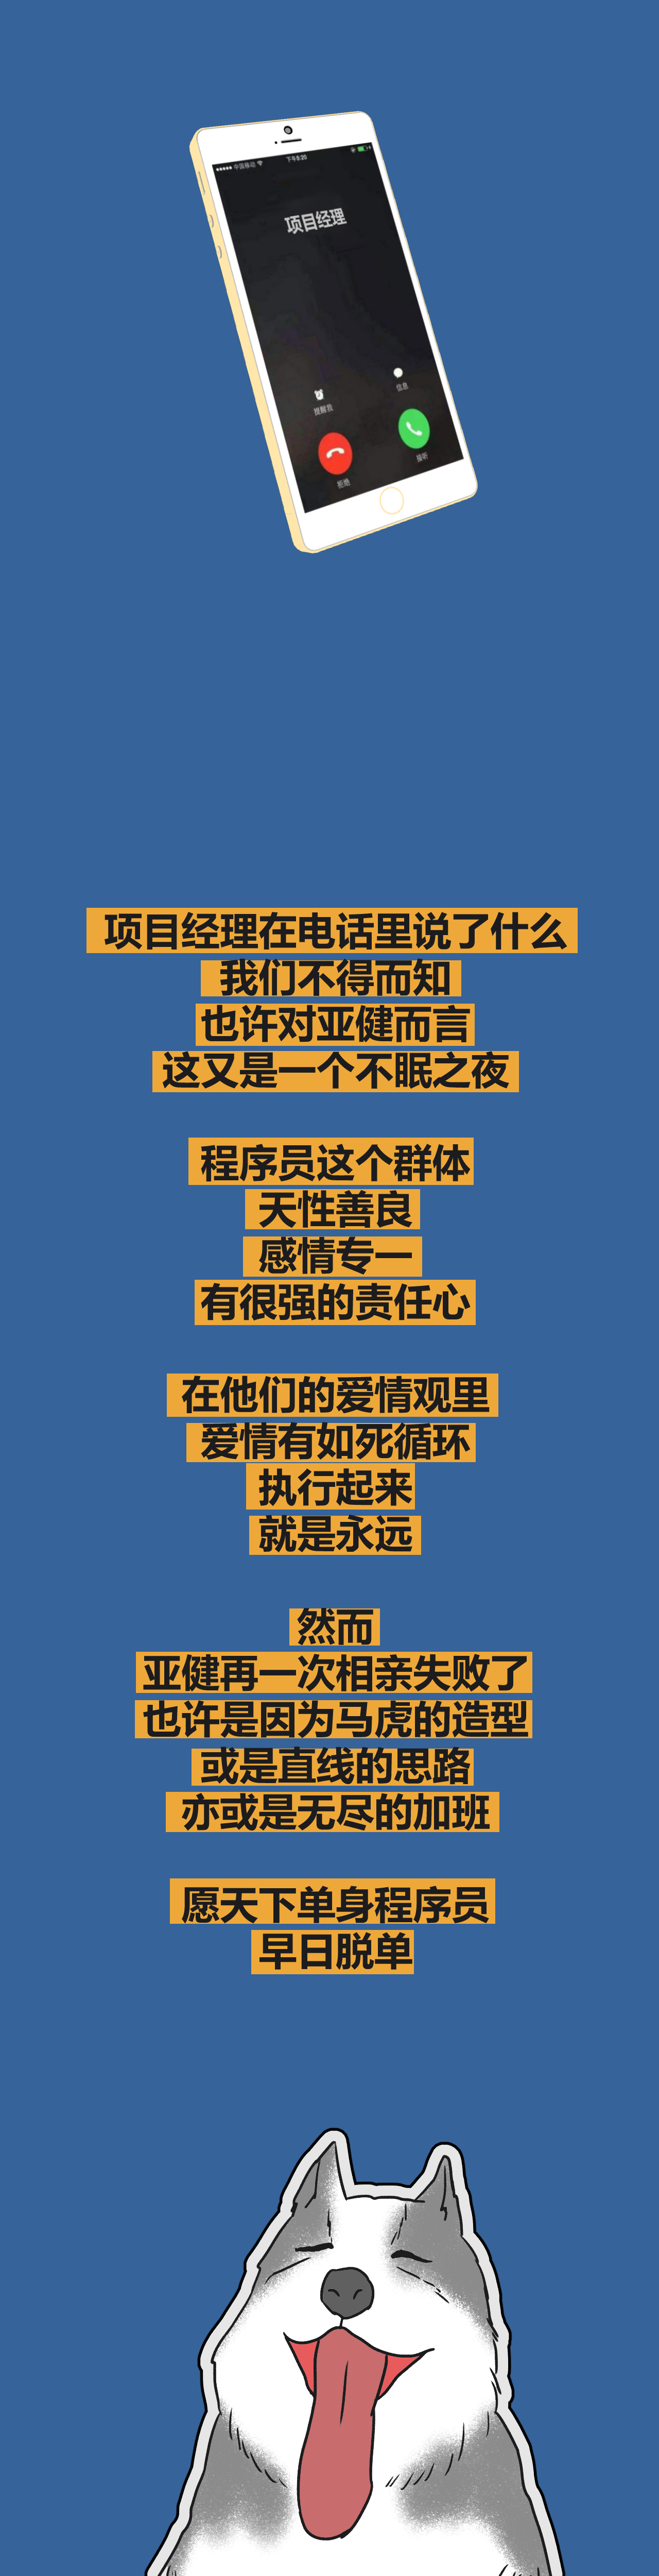 中国移动
下午8:20
项目经理
提醒我
信息
拒绝
接听
项目经理在电话里说了什么
我们不得而知
也许对亚健而言
这又是一个不眠之夜
程序员这个群体
天性善良
感情专一
有很强的责任心
在他们的爱情观里
爱情有如死循环
执行起来
就是永远
然而
亚健再一次相亲失败了
也许是因为马虎的造型
或是直线的思路
亦或是无尽的加班
愿天下单身程序员
早日脱单